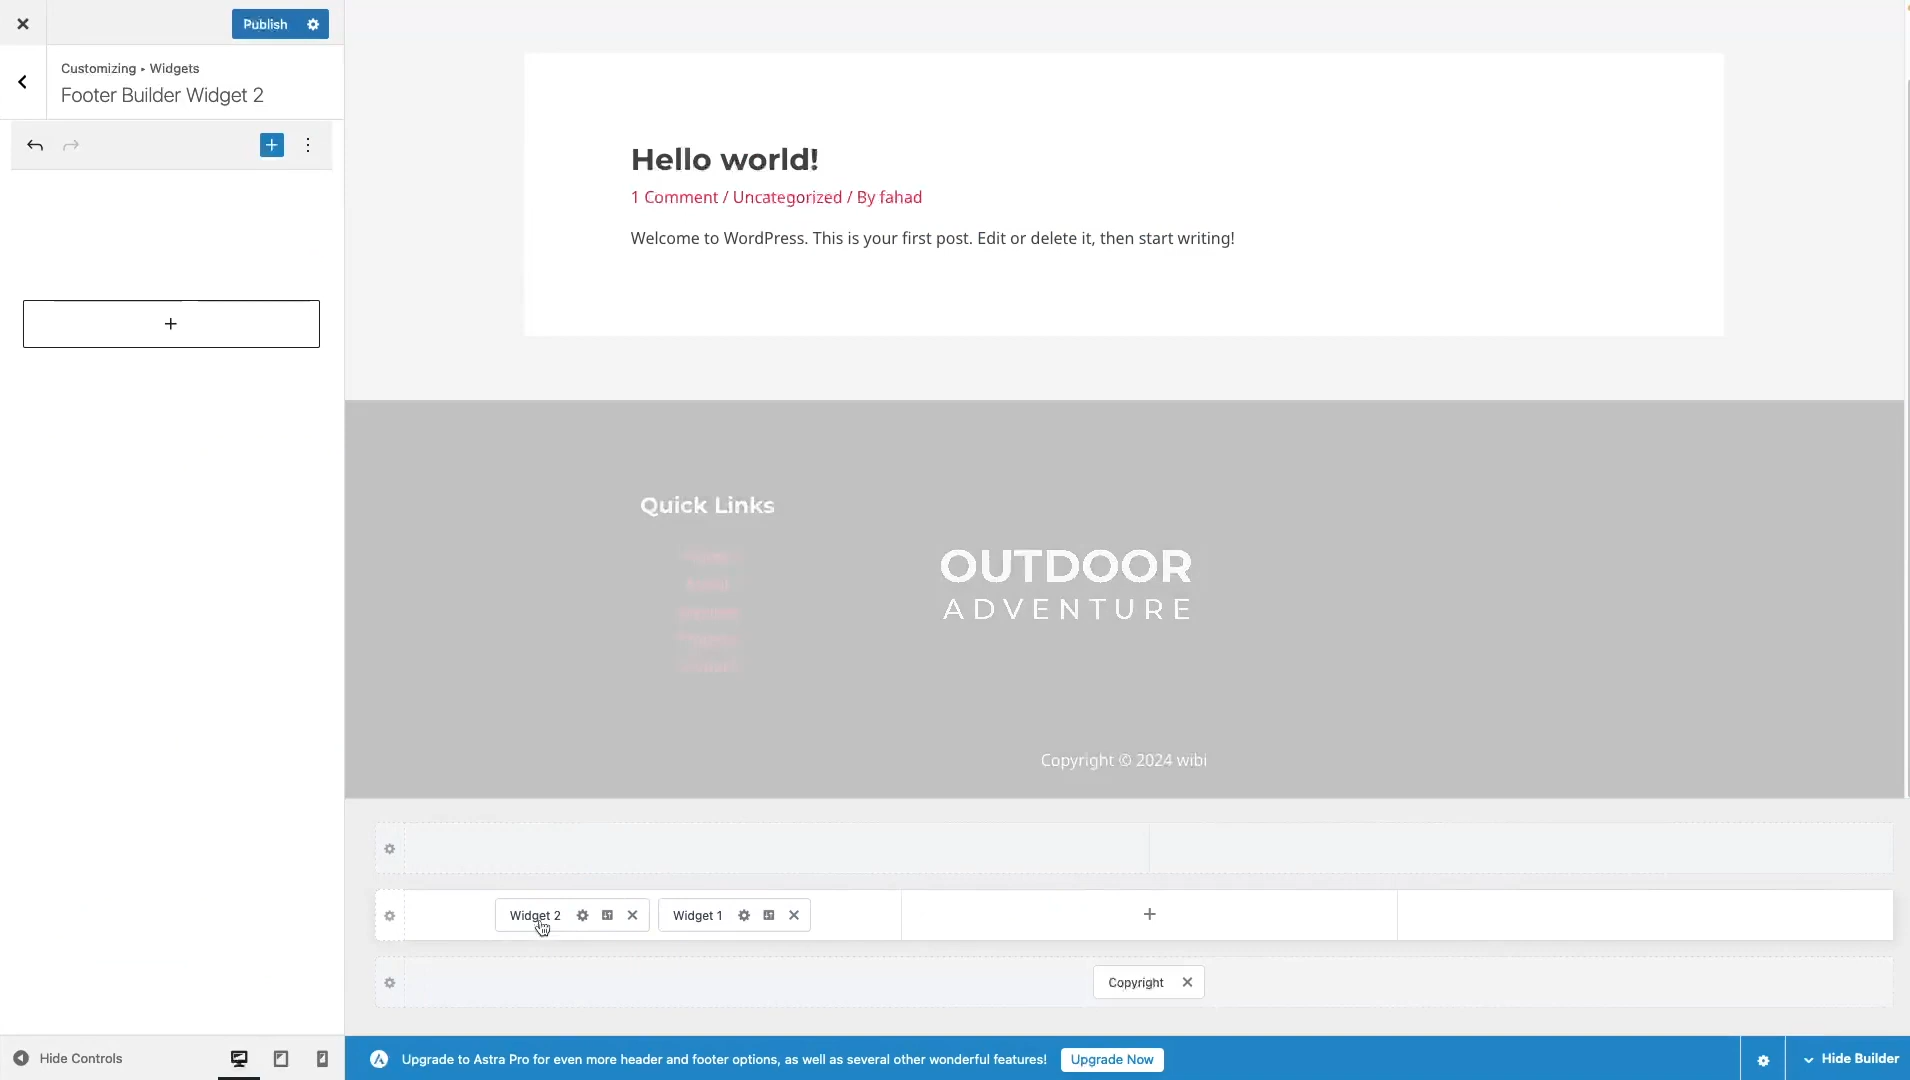 Publish
Customizing ▸ Widgets
Footer Builder Widget 2
Hello world!
1 Comment / Uncategorized / By fahad
Welcome to WordPress. This is your first post. Edit or delete it, then start writing!
Quick Links
OUTDOOR
ADVENTURE
Copyright © 2024 wibi
Widget 2
Widget 1
Copyright
Hide Controls
Upgrade to Astra Pro for even more header and footer options, as well as several other wonderful features!
Upgrade Now
Hide Builder